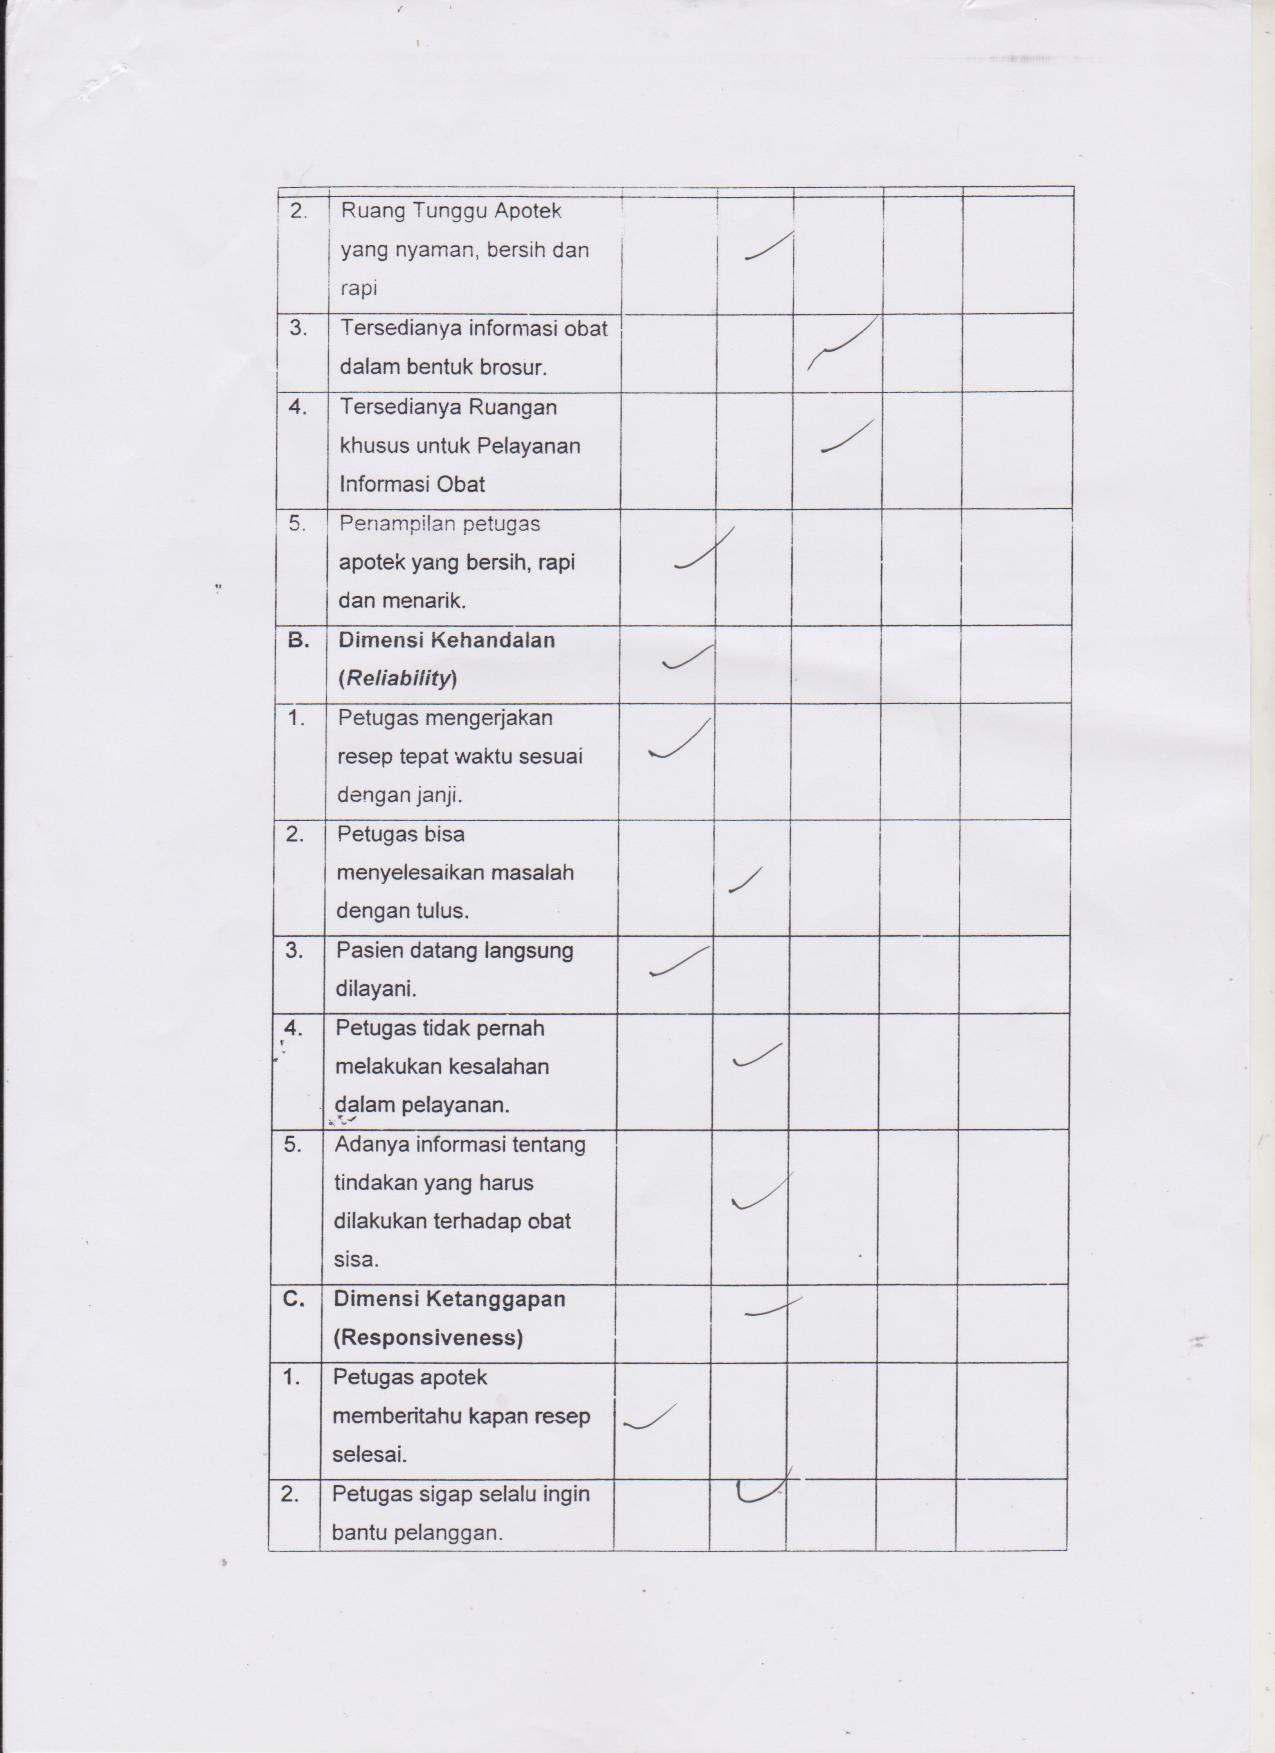 2. Ruang Tunggu Apotek
yang nyaman, bersih dan
rapi
3. Tersedianya informasi obat
dalam bentuk brosur.
4. Tersedianya Ruangan
khusus untuk Pelayanan
Informasi Obat
5. Penampilan petugas
apotek yang bersih, rapi
dan menarik.
B. Dimensi Kehandalan
(Reliability)
1. Petugas mengerjakan
resep tepat waktu sesuai
dengan janji.
2. Petugas bisa
menyelesaikan masalah
dengan tulus.
3. Pasien datang langsung
dilayani.
4. Petugas tidak pernah
melakukan kesalahan
dalam pelayanan.
5. Adanya informasi tentang
tindakan yang harus
dilakukan terhadap obat
sisa.
C. Dimensi Ketanggapan
(Responsiveness)
1. Petugas apotek
memberitahu kapan resep
selesai.
2. Petugas sigap selalu ingin
bantu pelanggan.